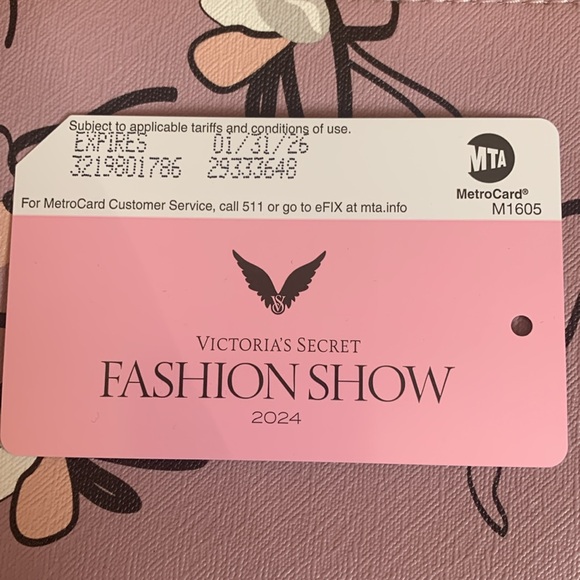 Subject to applicable tariffs and conditions of use.
EXPIRES 01/31/26
3219801786 29333648
MTA
MetroCard®
For MetroCard Customer Service, call 511 or go to eFIX at mta.info
M1605
VS
VICTORIA'S SECRET
FASHION SHOW
2024